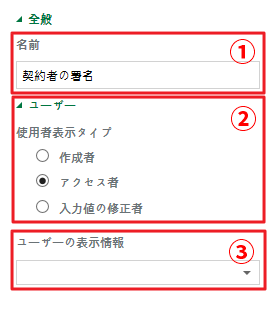 全般
名前
①
契約者の署名
ユーザー
②
使用者表示タイプ
作成者
アクセス者
入力値の修正者
ユーザーの表示情報
③